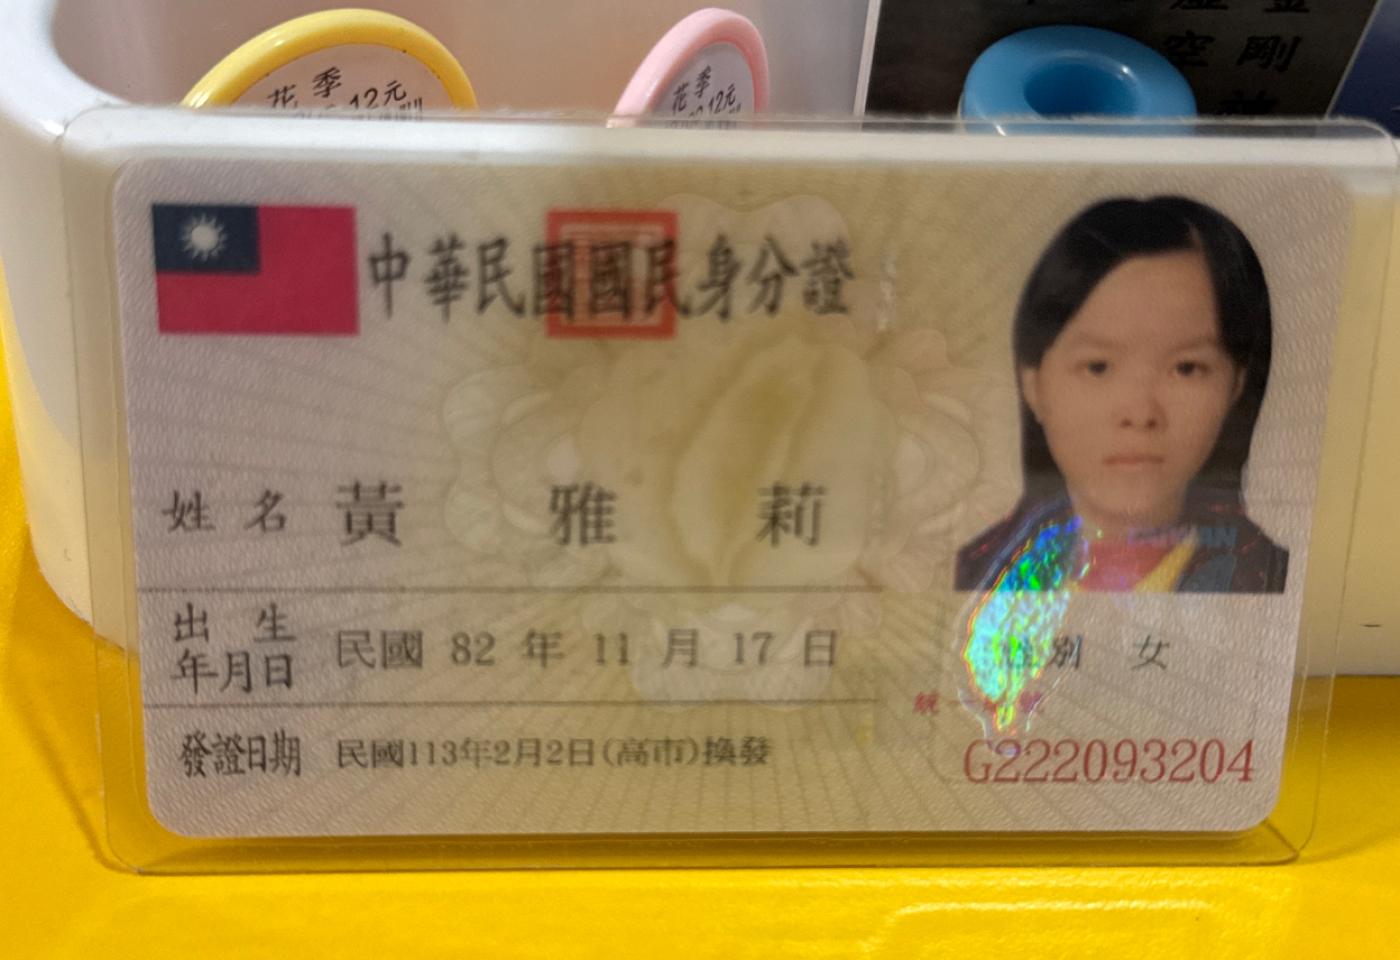 花季
12元
花季
12元
空 剛
中華民國國民身分證
姓名 黃雅莉
出生年月日 民國 82 年 11 月 17 日
性別 女
發證日期 民國113年2月2日(高市)換發
G222093204